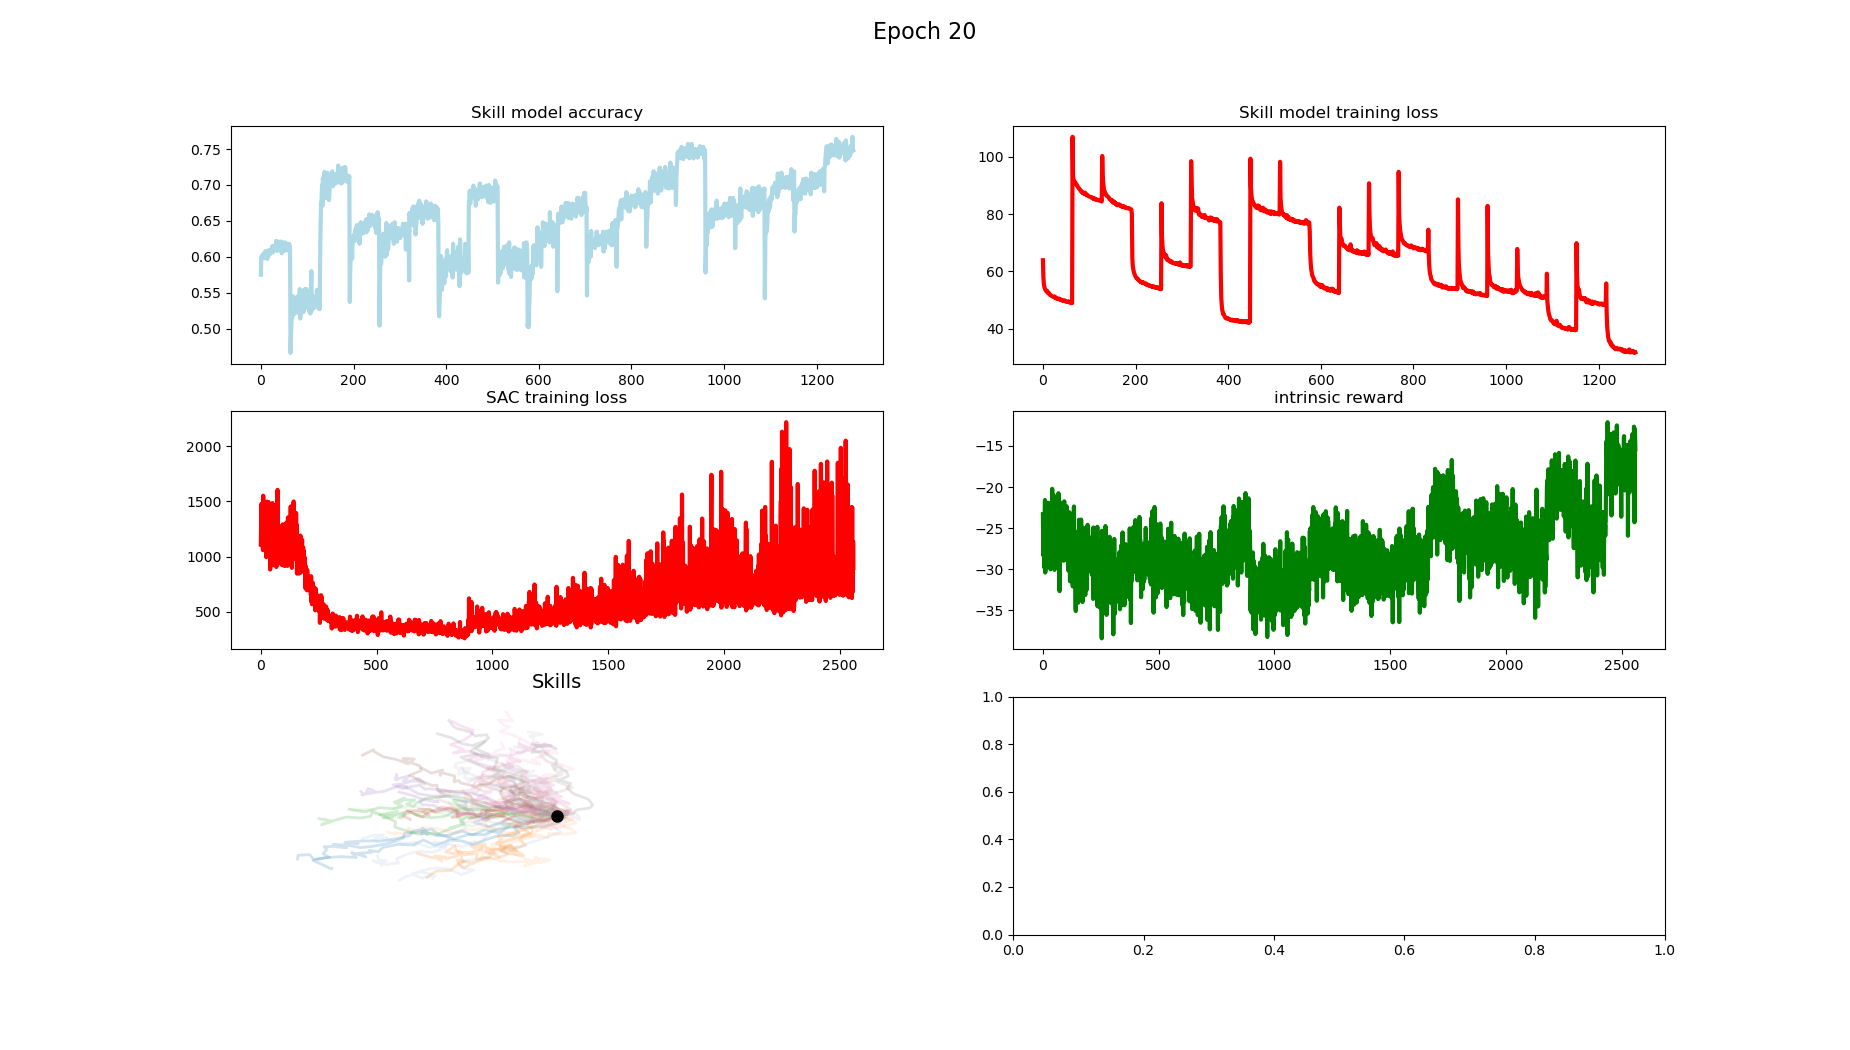 Epoch 20
Skill model accuracy
0.75
0.70
0.65
0.60
0.55
0.50
0 200 400 600 800 1000 1200
Skill model training loss
100
80
60
40
0 200 400 600 800 1000 1200
SAC training loss
2000
1500
1000
500
0 500 1000 1500 2000 2500
intrinsic reward
−15
−20
−25
−30
−35
0 500 1000 1500 2000 2500
Skills
1.0
0.8
0.6
0.4
0.2
0.0
0.0 0.2 0.4 0.6 0.8 1.0